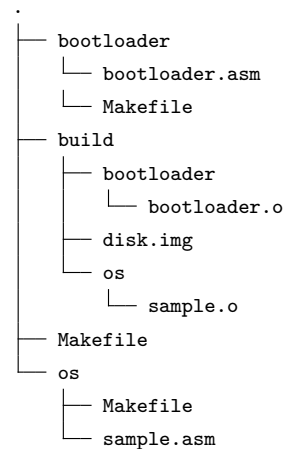 .
├── bootloader
│   └── bootloader.asm
│   └── Makefile
├── build
│   ├── bootloader
│   │   └── bootloader.o
│   ├── disk.img
│   └── os
│       └── sample.o
├── Makefile
└── os
    ├── Makefile
    └── sample.asm